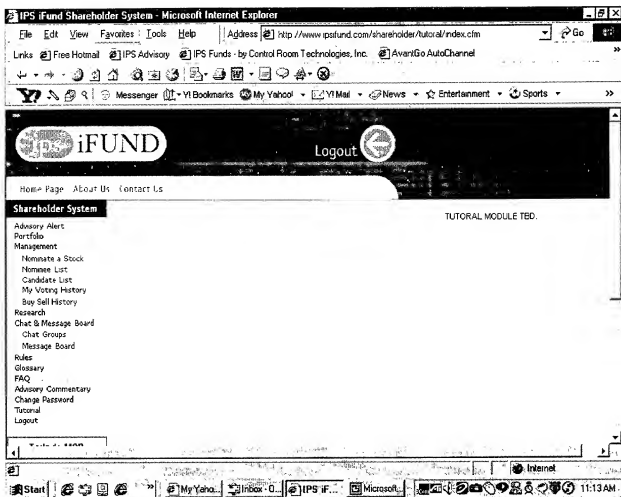 IPS iFund Shareholder System - Microsoft Internet Explorer
File Edit View Favorites Tools Help Address http://www.ipsfund.com/shareholder/tutoral/index.cfm Go
Links Free Hotmail IPS Advisory IPS Funds - by Control Room Technologies, Inc. AvantGo AutoChannel
Y! Messenger Y! Bookmarks My Yahoo! Y! Mail News Entertainment Sports
IPS iFUND
Logout
Home Page About Us Contact Us
Shareholder System
TUTORAL MODULE TBD.
Advisory Alert
Portfolio
Management
Nominate a Stock
Nominee List
Candidate List
My Voting History
Buy Sell History
Research
Chat & Message Board
Chat Groups
Message Board
Rules
Glossary
FAQ
Advisory Commentary
Change Password
Tutorial
Logout
Internet
Start My Yaho... Inbox - O... IPS iF... Microsoft... 11:13 AM